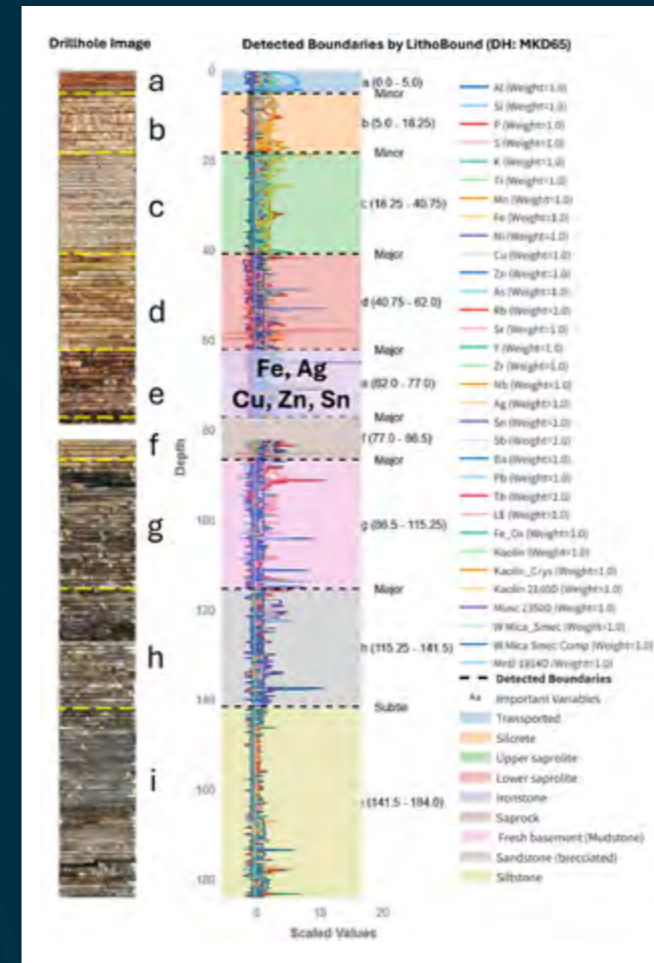 Drillhole Image
Detected Boundaries by LithoBound (DH: MKD65)
a
b
c
d
e
f
g
h
i
Depth
0
20
40
60
80
100
120
140
160
180
a (0.0 - 5.0)
Minor
b (5.0 - 18.25)
Minor
c (18.25 - 40.75)
Major
d (40.75 - 62.0)
Major
Fe, Ag
Cu, Zn, Sn
e (62.0 - 77.0)
Major
f (77.0 - 86.5)
Major
g (86.5 - 115.25)
Major
h (115.25 - 141.5)
Subtle
i (141.5 - 184.0)
0
10
20
Scaled Values
Al (Weight=1.0)
Si (Weight=1.0)
P (Weight=1.0)
S (Weight=1.0)
K (Weight=1.0)
Ti (Weight=1.0)
Mn (Weight=1.0)
Fe (Weight=1.0)
Ni (Weight=1.0)
Cu (Weight=1.0)
Zn (Weight=1.0)
As (Weight=1.0)
Rb (Weight=1.0)
Sr (Weight=1.0)
Y (Weight=1.0)
Zr (Weight=1.0)
Nb (Weight=1.0)
Ag (Weight=1.0)
Sn (Weight=1.0)
Sb (Weight=1.0)
Ba (Weight=1.0)
Pb (Weight=1.0)
Th (Weight=1.0)
LE (Weight=1.0)
Fe_Ox (Weight=1.0)
Kaolin (Weight=1.0)
Kaolin_Crys (Weight=1.0)
Kaolin 2160D (Weight=1.0)
Musc 2350D (Weight=1.0)
W Mica_Smec (Weight=1.0)
W Mica Smec Comp (Weight=1.0)
(Weight=1.0)
Detected Boundaries
Aa Important Variables
Transported
Silcrete
Upper saprolite
Lower saprolite
Ironstone
Saprock
Fresh basement (Mudstone)
Sandstone (brecciated)
Siltstone